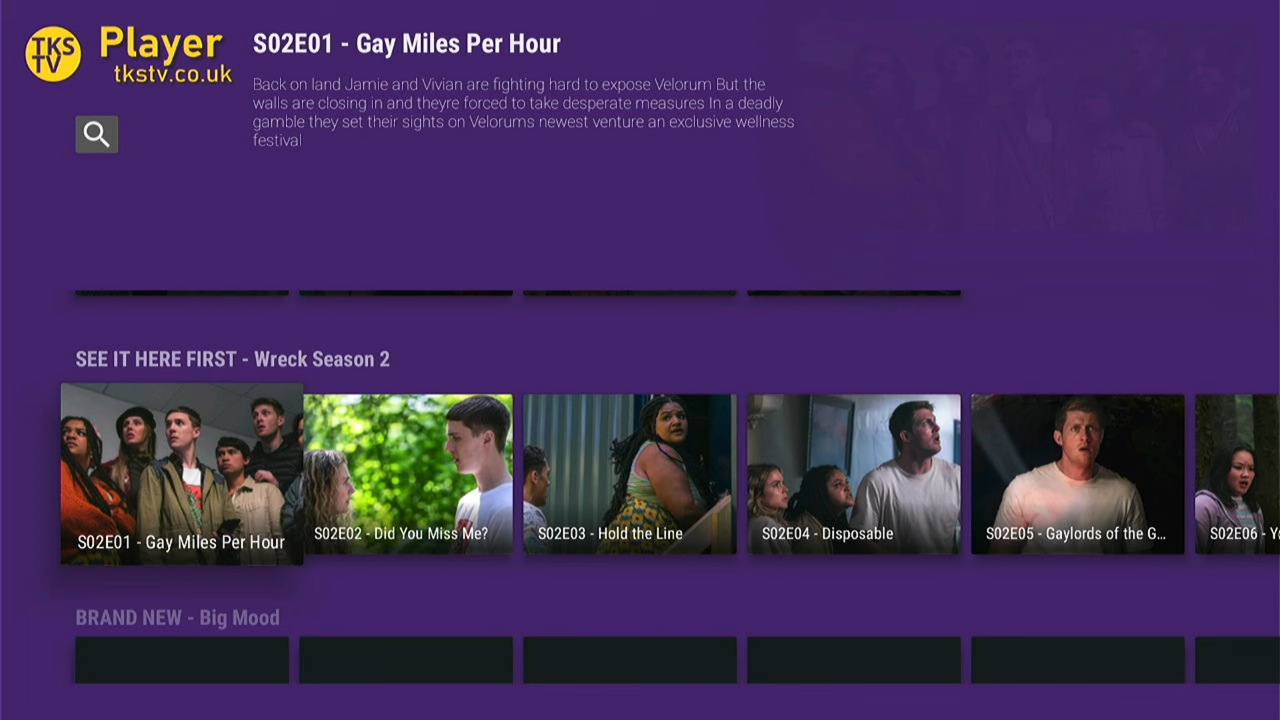 TKS
TV
Player
tkstv.co.uk
S02E01 - Gay Miles Per Hour
Back on land Jamie and Vivian are fighting hard to expose Velorum But the
walls are closing in and theyre forced to take desperate measures In a deadly
gamble they set their sights on Velorums newest venture an exclusive wellness
festival
SEE IT HERE FIRST - Wreck Season 2
S02E01 - Gay Miles Per Hour
S02E02 - Did You Miss Me?
S02E03 - Hold the Line
S02E04 - Disposable
S02E05 - Gaylords of the G...
S02E06 -
BRAND NEW - Big Mood